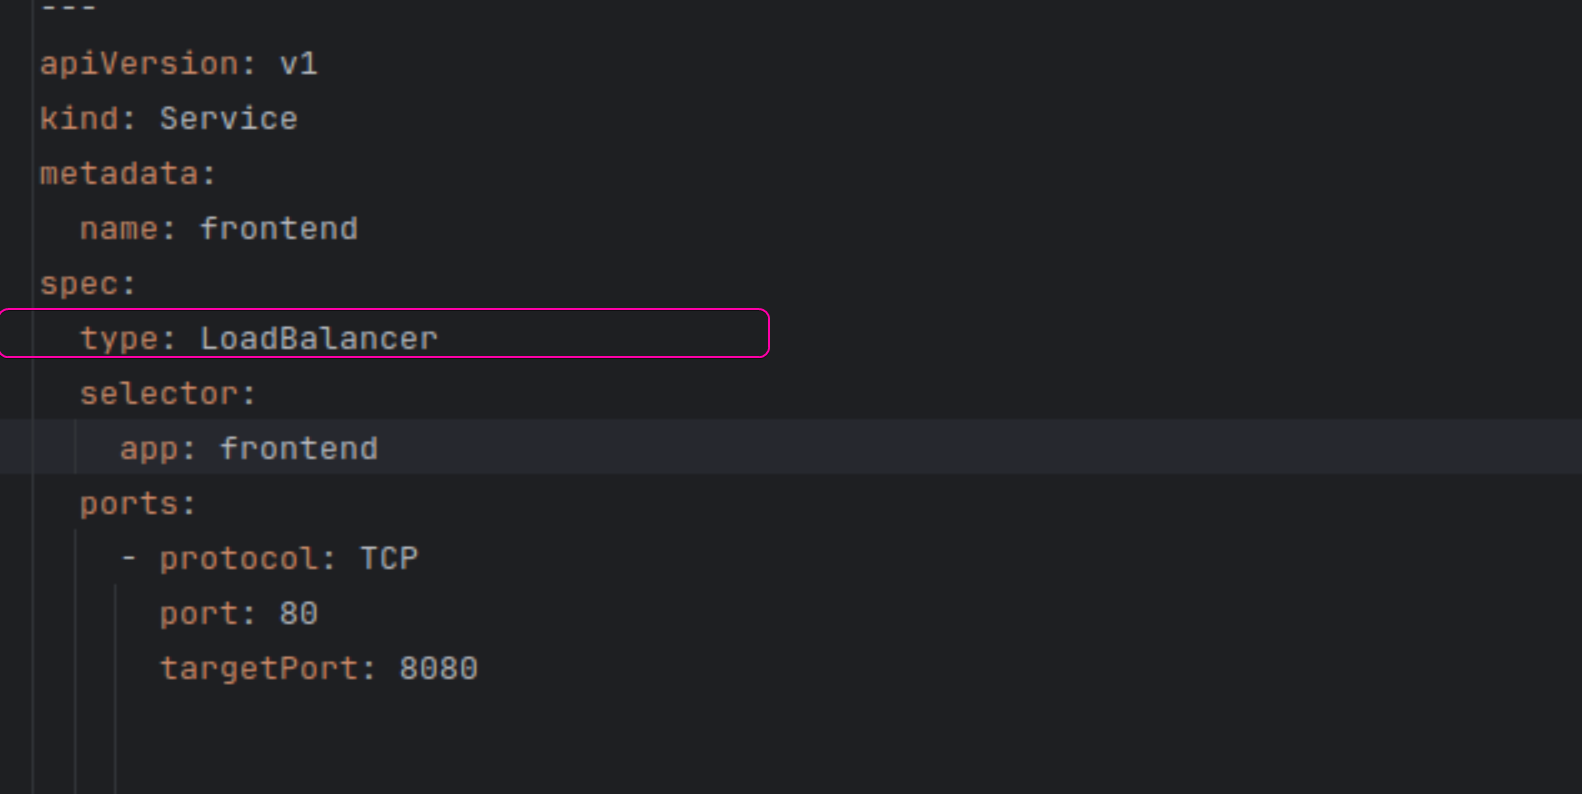 ---
apiVersion: v1
kind: Service
metadata:
  name: frontend
spec:
  type: LoadBalancer
  selector:
    app: frontend
  ports:
    - protocol: TCP
      port: 80
      targetPort: 8080